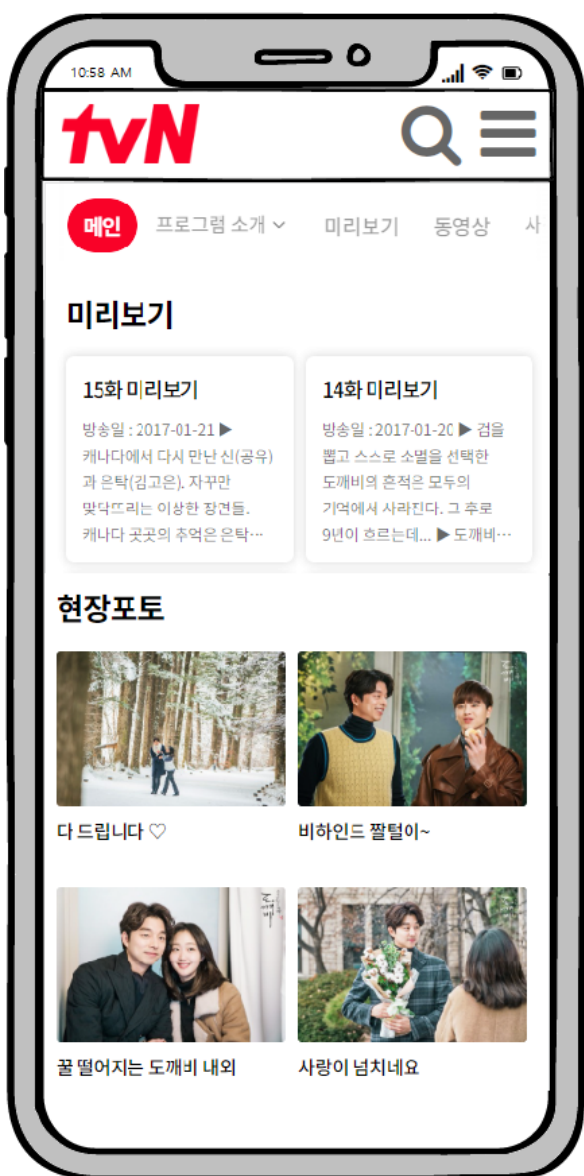 10:58 AM
tvN
메인 프로그램 소개 미리보기 동영상 사
미리보기
15화 미리보기
방송일 : 2017-01-21 ▶
캐나다에서 다시 만난 신(공유)
과 은탁(김고은). 자꾸만
맞닥뜨리는 이상한 장면들.
캐나다 곳곳의 추억은 은탁…
14화 미리보기
방송일 : 2017-01-20 ▶ 검을
뽑고 스스로 소멸을 선택한
도깨비의 흔적은 모두의
기억에서 사라진다. 그 후로
9년이 흐르는데... ▶ 도깨비…
현장포토
다 드립니다 ♡
비하인드 짤털이~
도깨비
꿀 떨어지는 도깨비 내외
사랑이 넘치네요